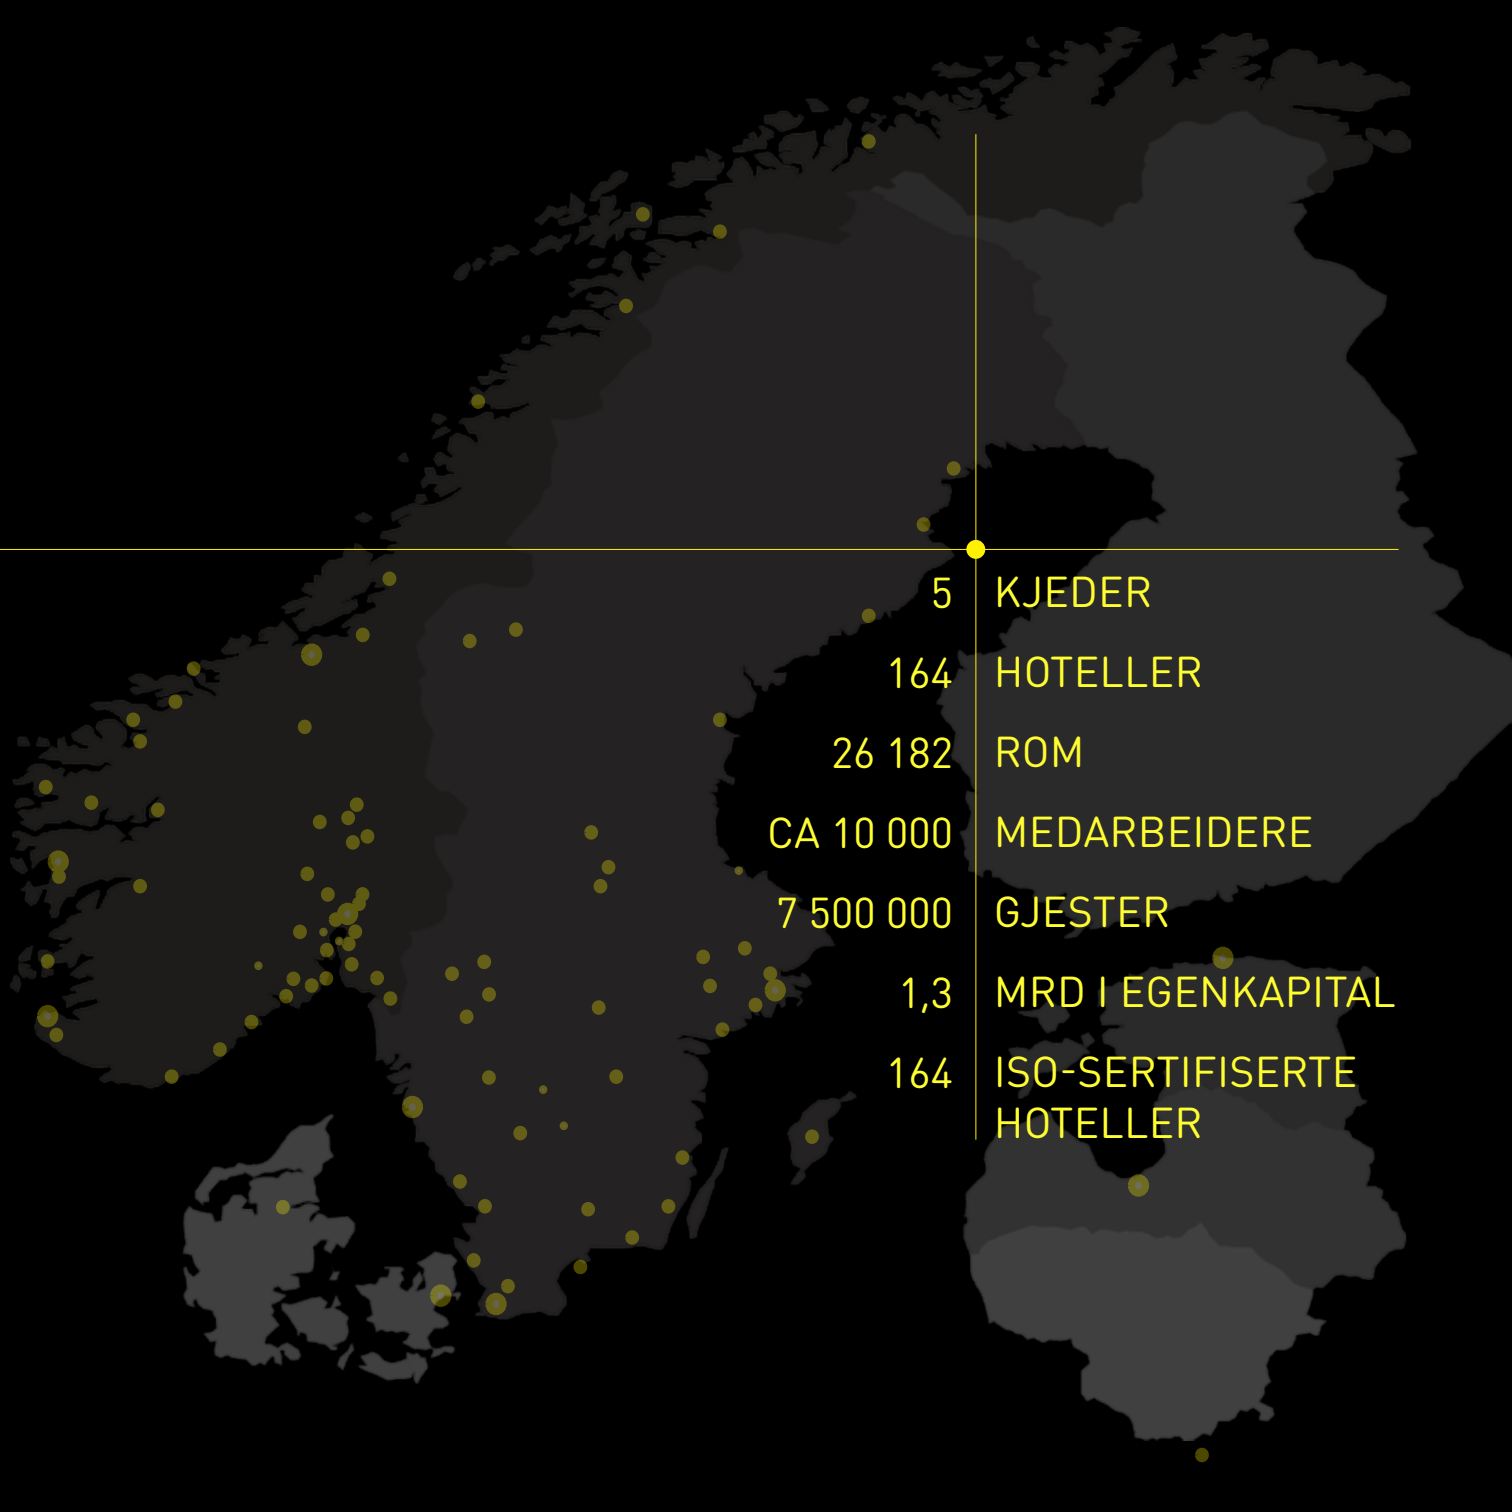 5 KJEDER
164 HOTELLER
26 182 ROM
CA 10 000 MEDARBEIDERE
7 500 000 GJESTER
1,3 MRD I EGENKAPITAL
164 ISO-SERTIFISERTE
HOTELLER